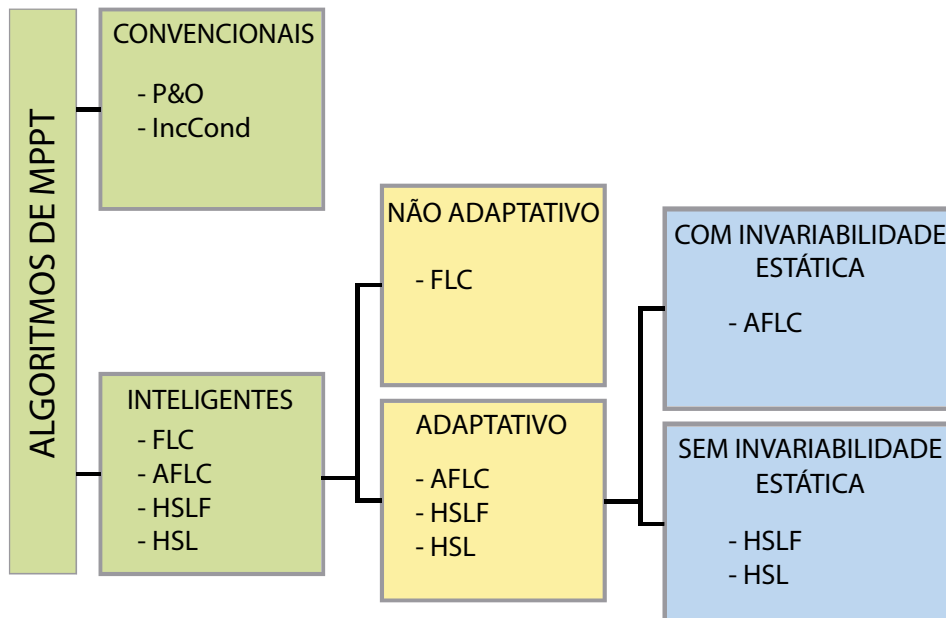 ALGORITMOS DE MPPT
CONVENCIONAIS
- P&O
- IncCond
INTELIGENTES
- FLC
- AFLC
- HSLF
- HSL
NÃO ADAPTATIVO
- FLC
ADAPTATIVO
- AFLC
- HSLF
- HSL
COM INVARIABILIDADE
ESTÁTICA
- AFLC
SEM INVARIABILIDADE
ESTÁTICA
- HSLF
- HSL